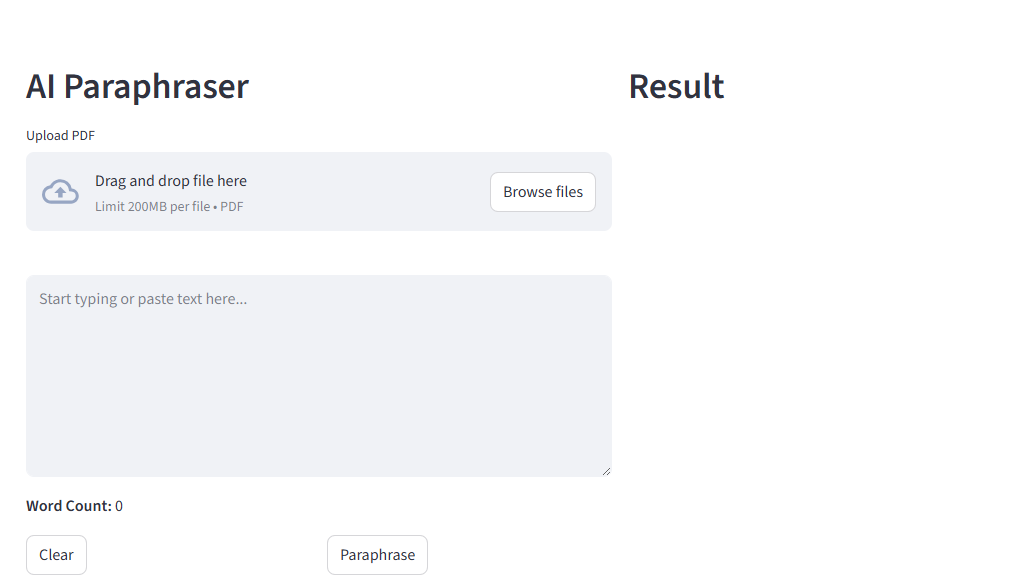 AI Paraphraser
Upload PDF
Drag and drop file here
Limit 200MB per file • PDF
Browse files
Start typing or paste text here...
Word Count: 0
Clear
Paraphrase
Result